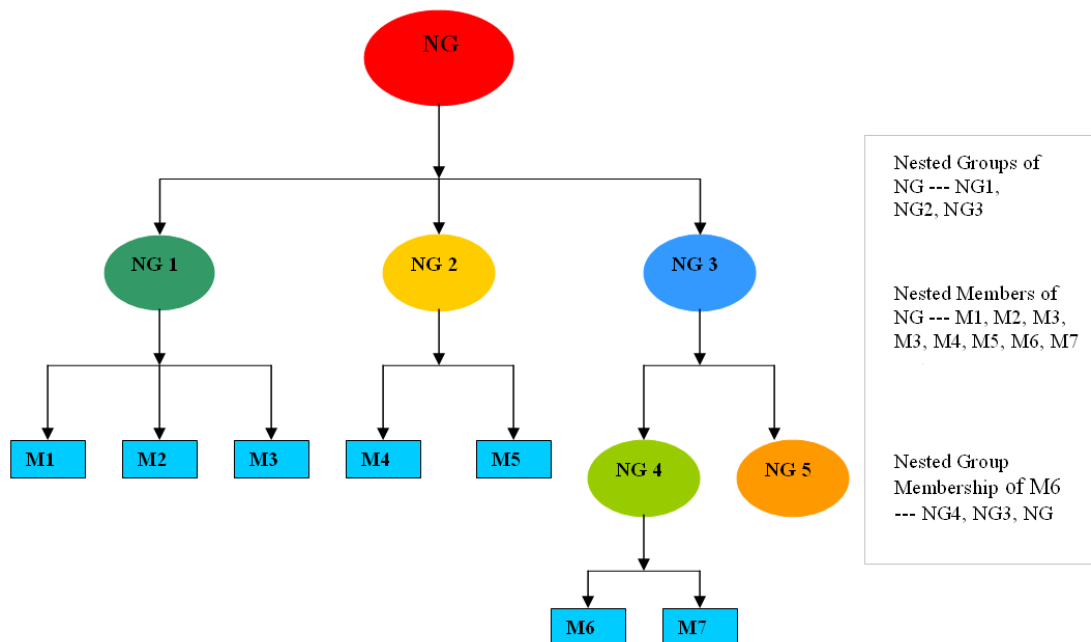 NG
NG 1
NG 2
NG 3
M1
M2
M3
M4
M5
NG 4
NG 5
M6
M7
Nested Groups of
NG --- NG1,
NG2, NG3
Nested Members of
NG --- M1, M2, M3,
M3, M4, M5, M6, M7
Nested Group
Membership of M6
--- NG4, NG3, NG